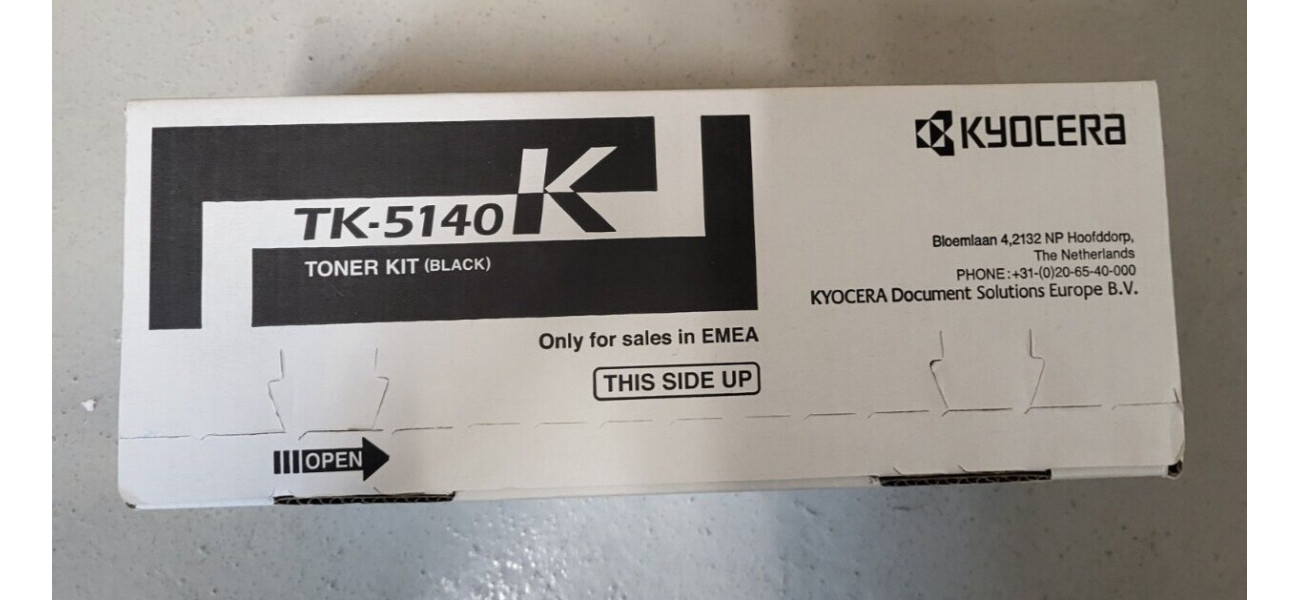 KYOCERA
TK-5140K
TONER KIT (BLACK)
Bloemlaan 4,2132 NP Hoofddorp,
The Netherlands
PHONE:+31-(0)20-65-40-000
KYOCERA Document Solutions Europe B.V.
Only for sales in EMEA
THIS SIDE UP
OPEN